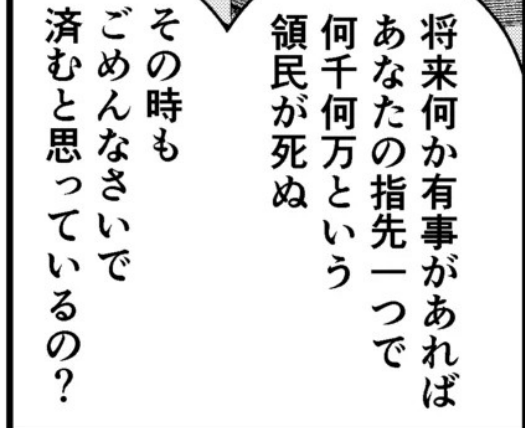 将来何か有事があれば
あなたの指先一つで
何千何万という
領民が死ぬ
その時も
ごめんなさいで
済むと思っているの？